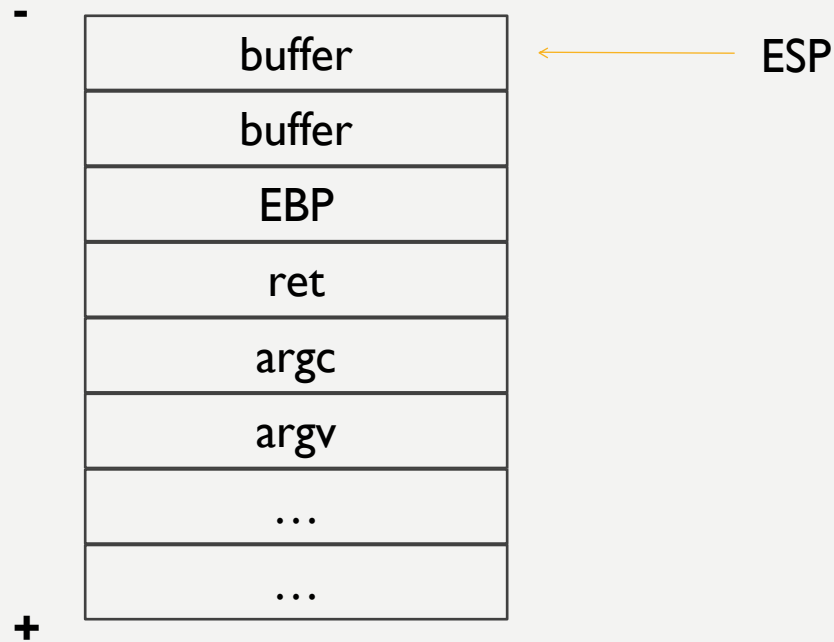 -
buffer
ESP
buffer
EBP
ret
argc
argv
…
…
+